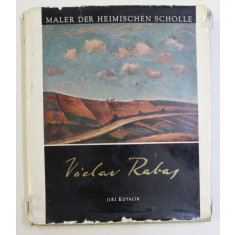 MALER DER HEIMISCHEN SCHOLLE
Václav Rabas
JIŘÍ KOTALÍK